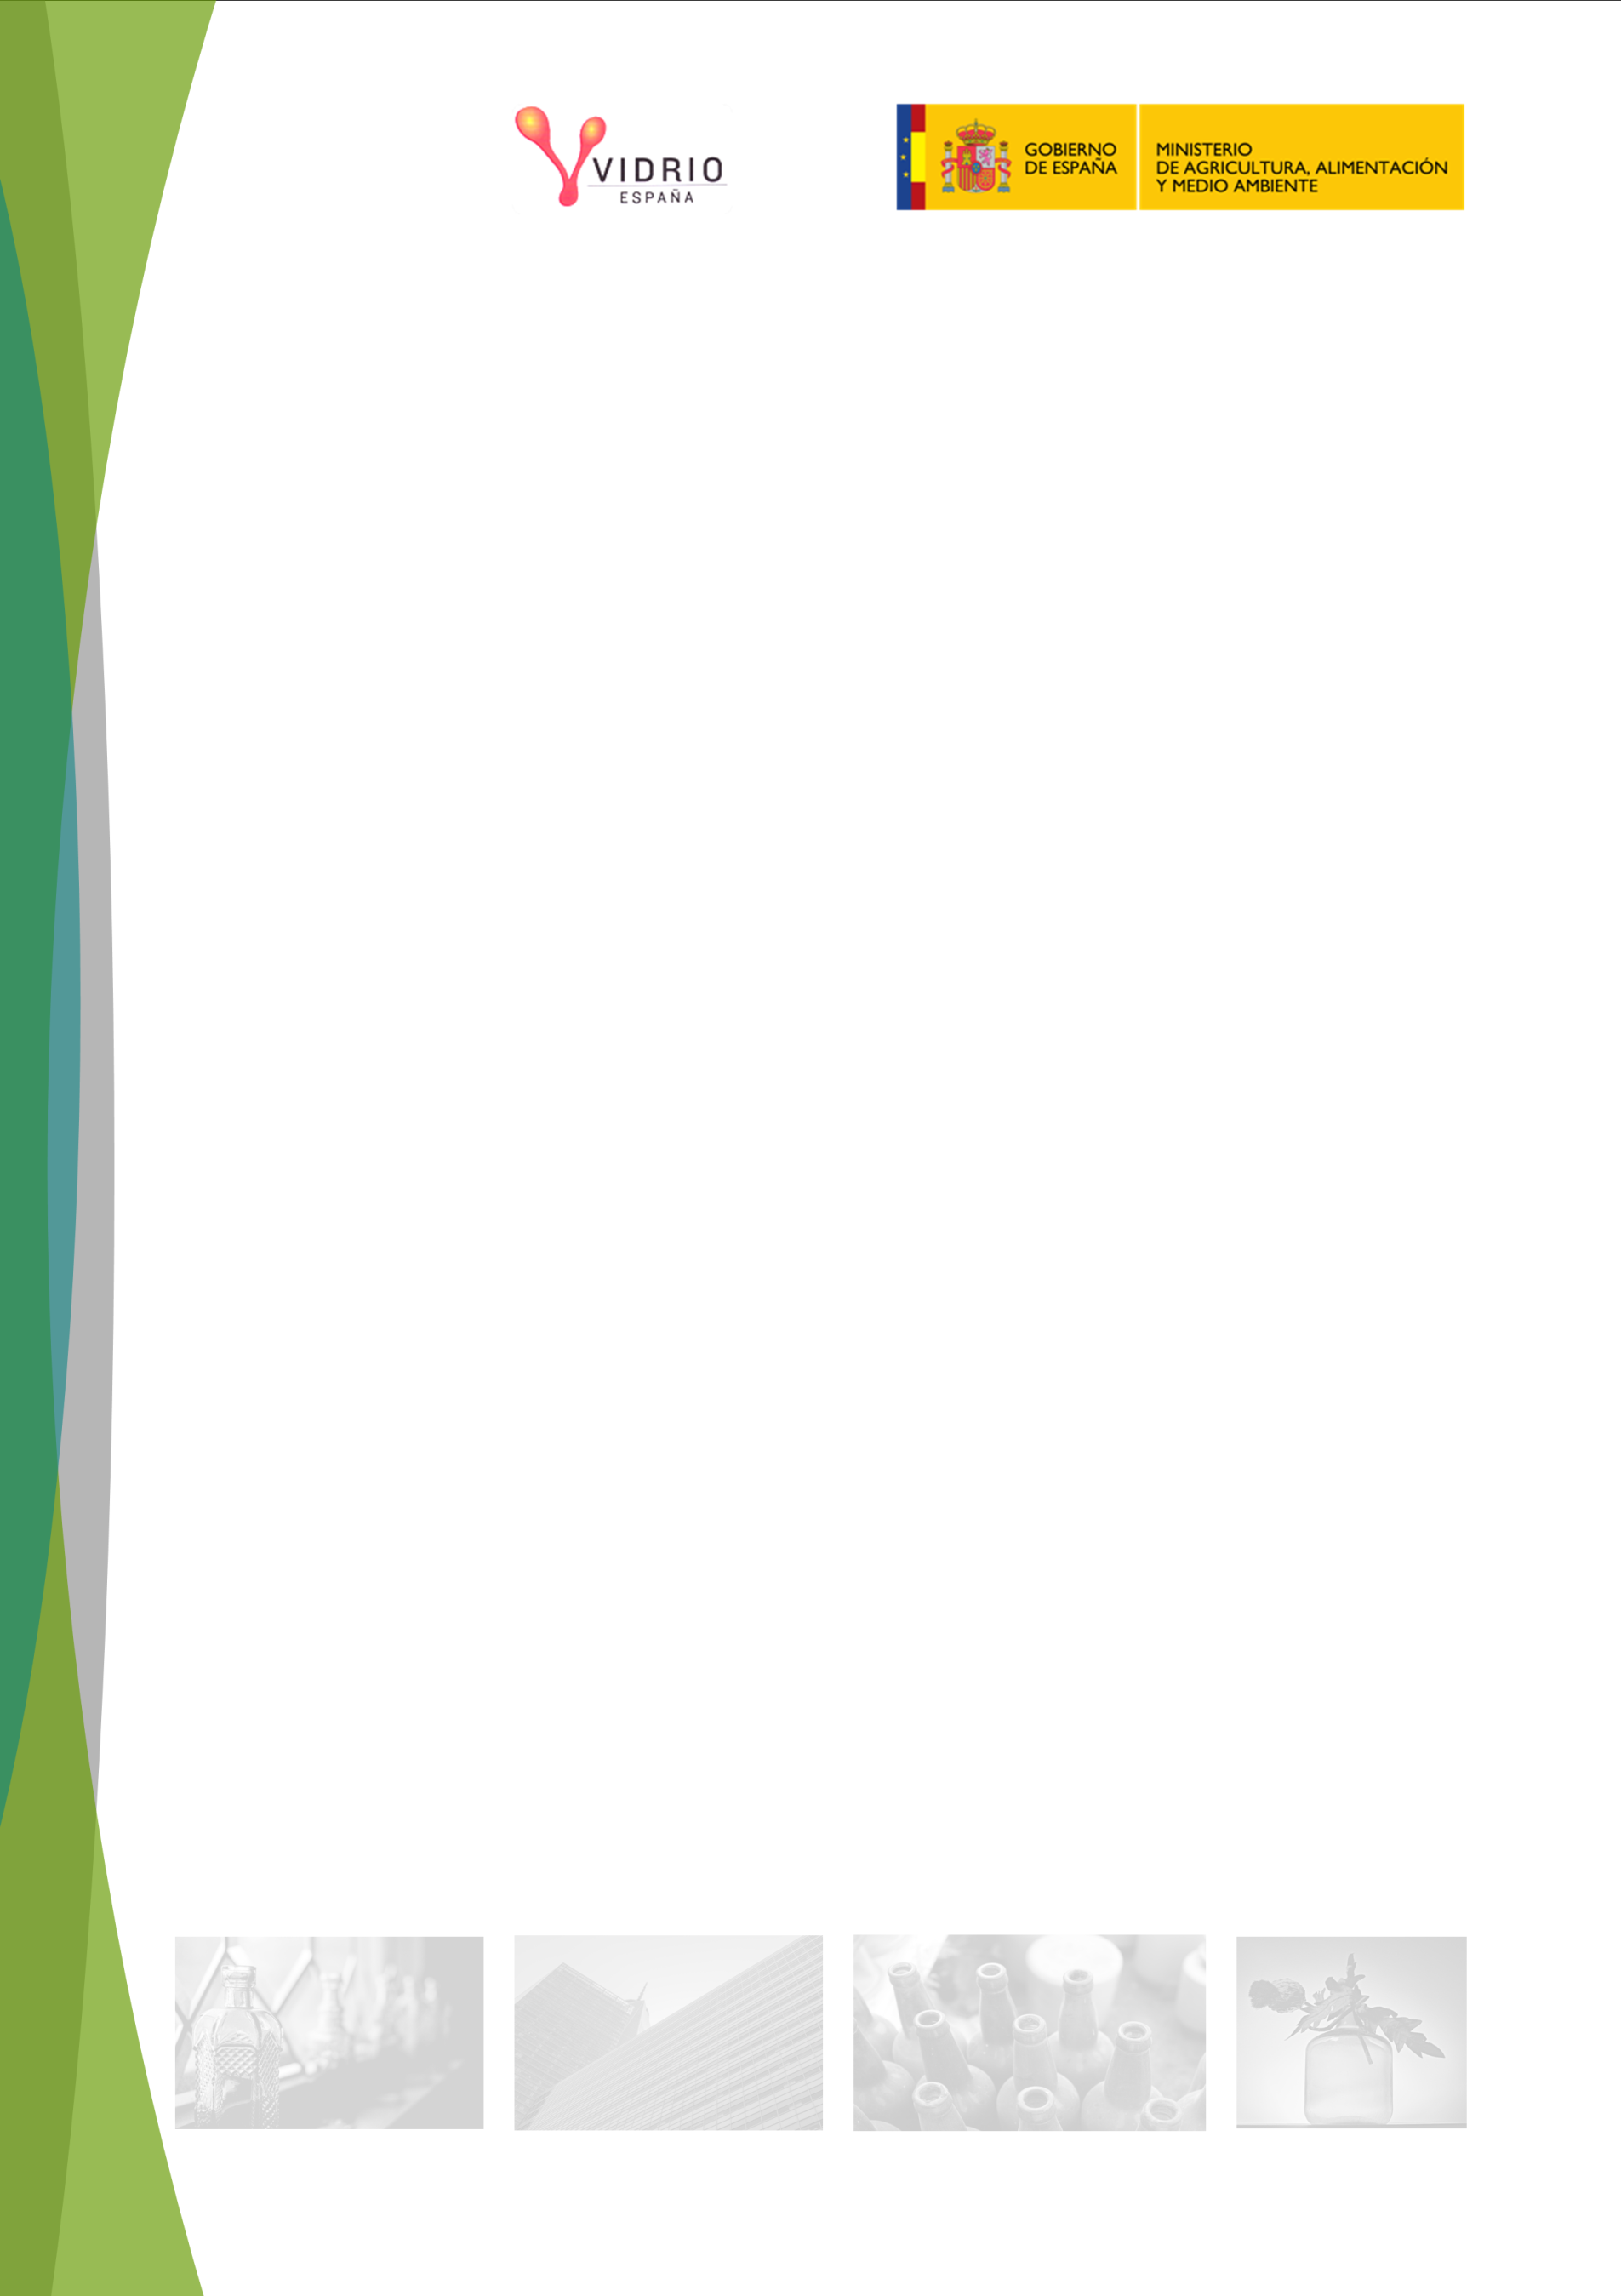 VIDRIO
ESPAÑA
GOBIERNO
DE ESPAÑA
MINISTERIO
DE AGRICULTURA, ALIMENTACIÓN
Y MEDIO AMBIENTE